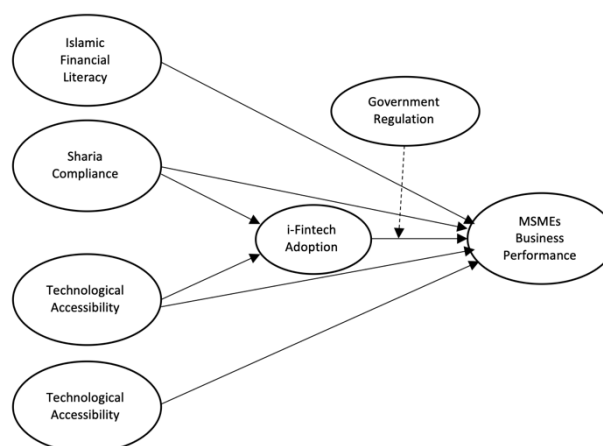 Islamic
Financial
Literacy
Government
Regulation
Sharia
Compliance
i-Fintech
Adoption
MSMEs
Business
Performance
Technological
Accessibility
Technological
Accessibility